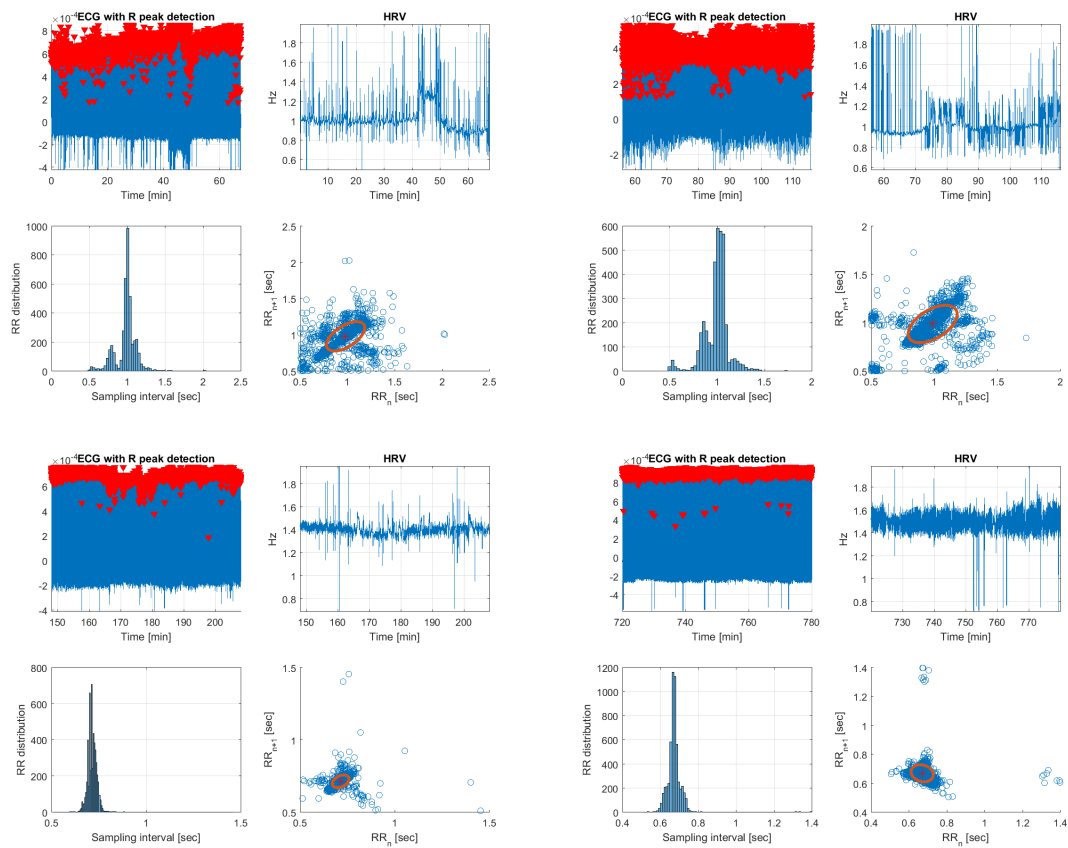 ×10⁻⁴ ECG with R peak detection
8
6
4
2
0
-2
-4
0 20 40 60
Time [min]
HRV
Hz
1.8
1.6
1.4
1.2
1
0.8
0.6
10 20 30 40 50 60
Time [min]
×10⁻⁴ ECG with R peak detection
4
2
0
-2
60 70 80 90 100 110
Time [min]
HRV
Hz
1.8
1.6
1.4
1.2
1
0.8
0.6
60 70 80 90 100 110
Time [min]
RR distribution
1000
800
600
400
200
0
0 0.5 1 1.5 2 2.5
Sampling interval [sec]
RRn+1 [sec]
2.5
2
1.5
1
0.5
0.5 1 1.5 2 2.5
RRn [sec]
RR distribution
600
500
400
300
200
100
0
0 0.5 1 1.5 2
Sampling interval [sec]
RRn+1 [sec]
2
1.5
1
0.5
0.5 1 1.5 2
RRn [sec]
×10⁻⁴ ECG with R peak detection
6
4
2
0
-2
-4
150 160 170 180 190 200
Time [min]
HRV
Hz
1.8
1.6
1.4
1.2
1
0.8
150 160 170 180 190 200
Time [min]
×10⁻⁴ ECG with R peak detection
8
6
4
2
0
-2
-4
720 740 760 780
Time [min]
HRV
Hz
1.8
1.6
1.4
1.2
1
0.8
730 740 750 760 770
Time [min]
RR distribution
800
600
400
200
0
0.5 1 1.5
Sampling interval [sec]
RRn+1 [sec]
1.5
1
0.5
0.5 1 1.5
RRn [sec]
RR distribution
1200
1000
800
600
400
200
0
0.4 0.6 0.8 1 1.2 1.4
Sampling interval [sec]
RRn+1 [sec]
1.4
1.2
1
0.8
0.6
0.4
0.4 0.6 0.8 1 1.2 1.4
RRn [sec]